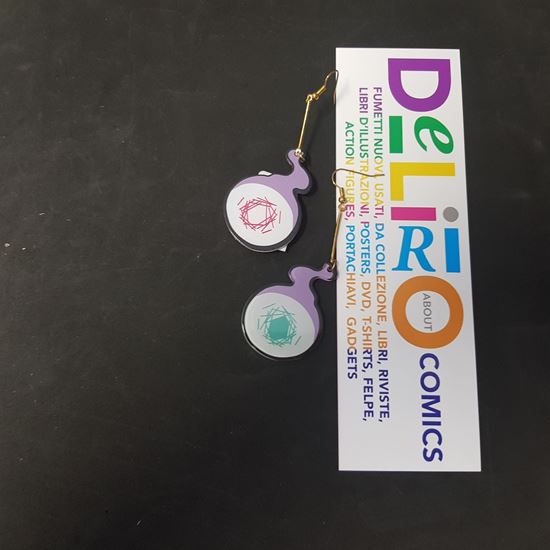 DeLiRiO
ABOUT
COMICS
FUMETTI NUOVI, USATI, DA COLLEZIONE, LIBRI, RIVISTE,
LIBRI D'ILLUSTRAZIONI, POSTERS, DVD, T-SHIRTS, FELPE,
ACTION FIGURES, PORTACHIAVI, GADGETS